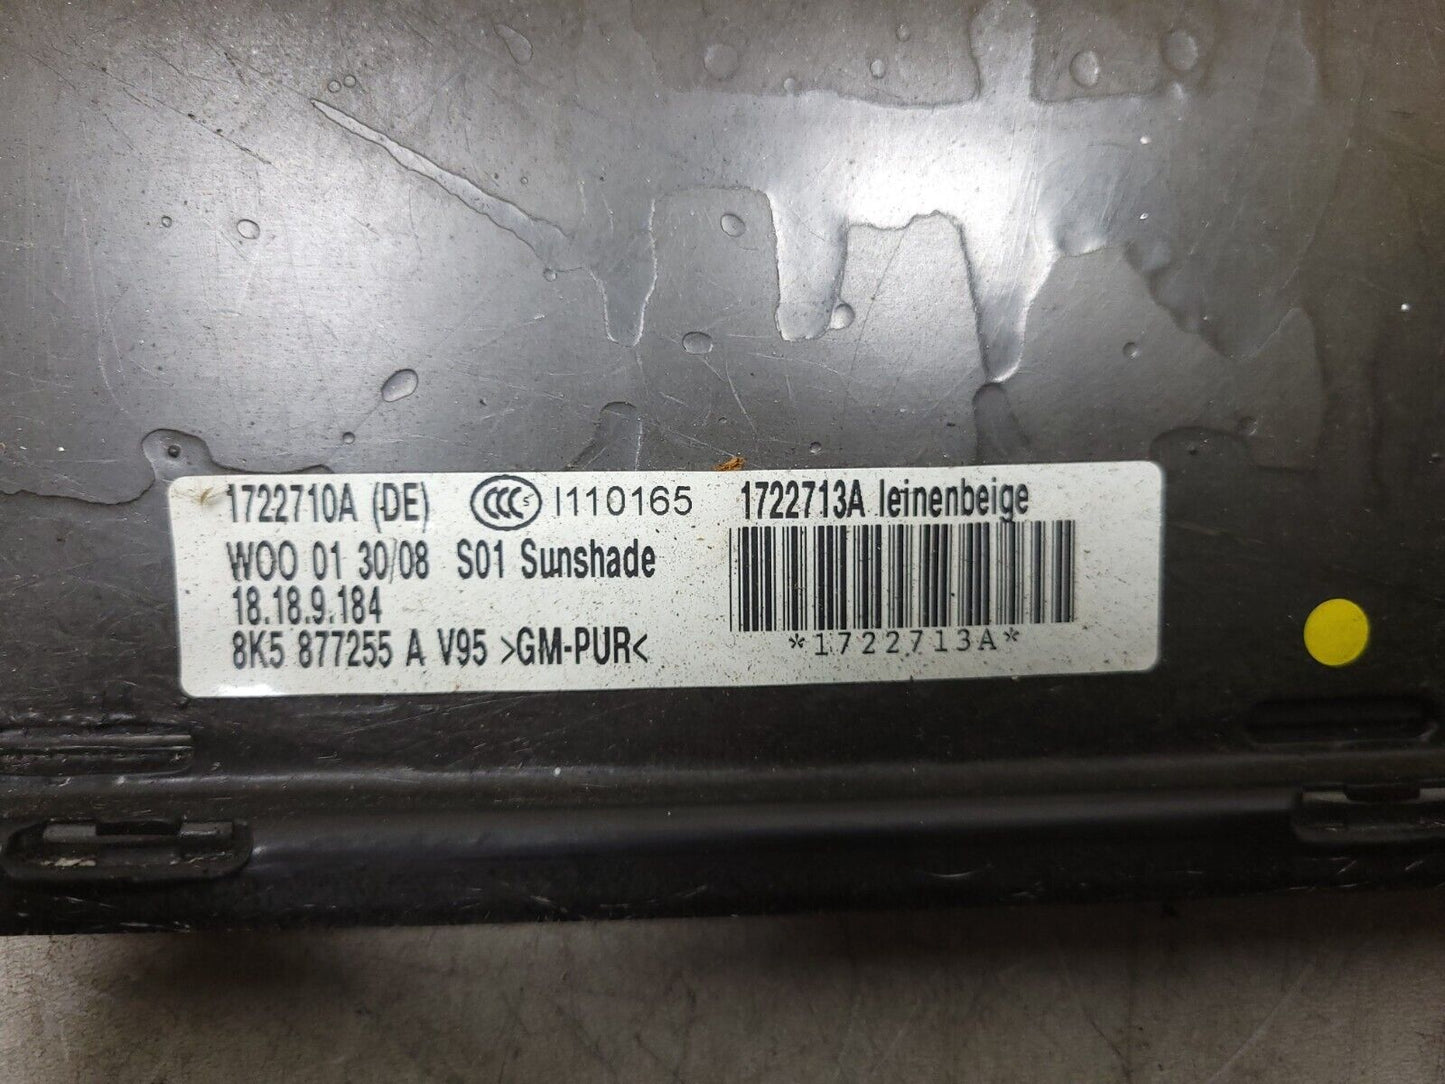 1722710A (DE) CCC S I110165 1722713A leinenbeige
WOO 01 30/08 S01 Sunshade
18.18.9.184
8K5 877255 A V95 >GM-PUR<
*1722713A*